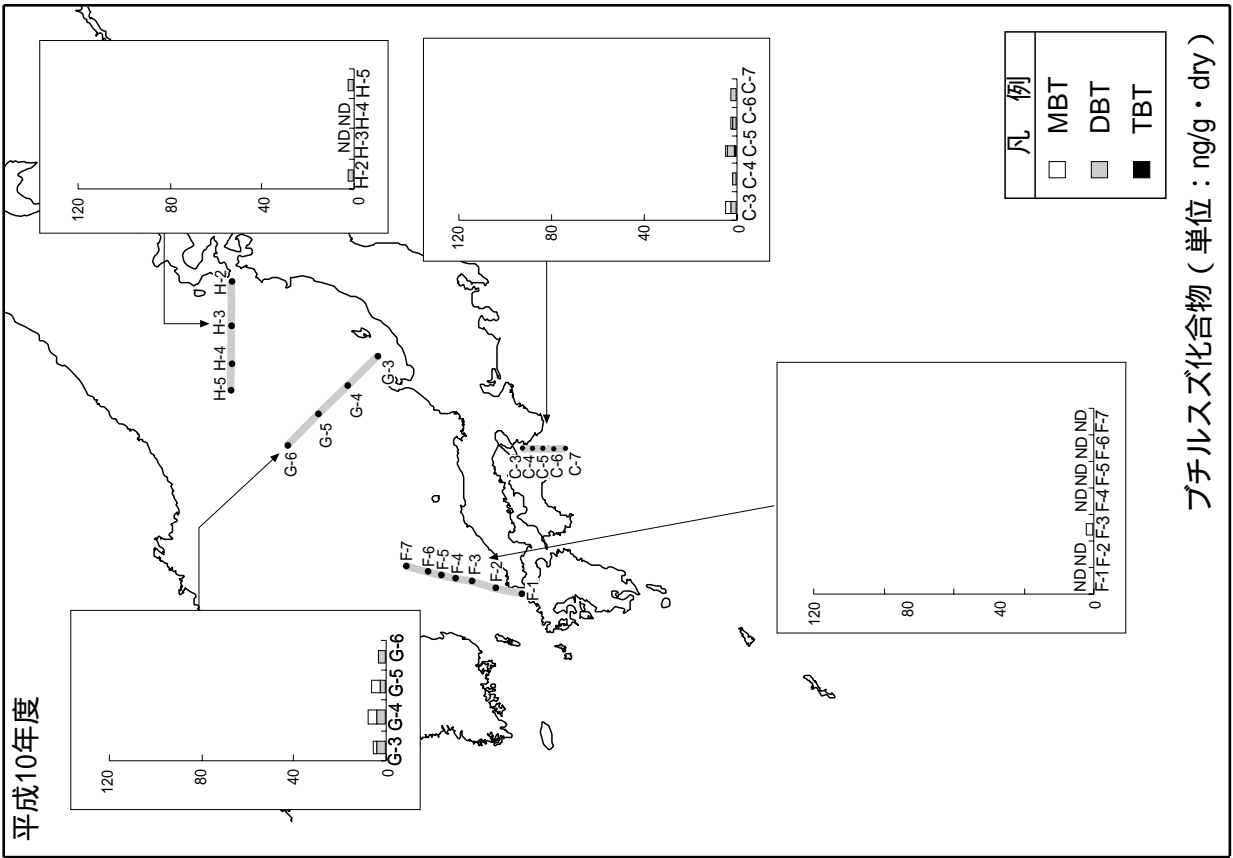 平成10年度
120
80
40
0
G-3 G-4 G-5 G-6
120
80
40
0
ND ND
H-2 H-3 H-4 H-5
120
80
40
0
C-3 C-4 C-5 C-6 C-7
120
80
40
0
ND ND ND ND ND ND
F-1 F-2 F-3 F-4 F-5 F-6 F-7
H-5 H-4 H-3 H-2
G-6
G-5
G-4
G-3
F-7
F-6
F-5
F-4
F-3
F-2
F-1
C-3
C-4
C-5
C-6
C-7
凡 例
MBT
DBT
TBT
ブチルスズ化合物（単位：ng/g・dry）